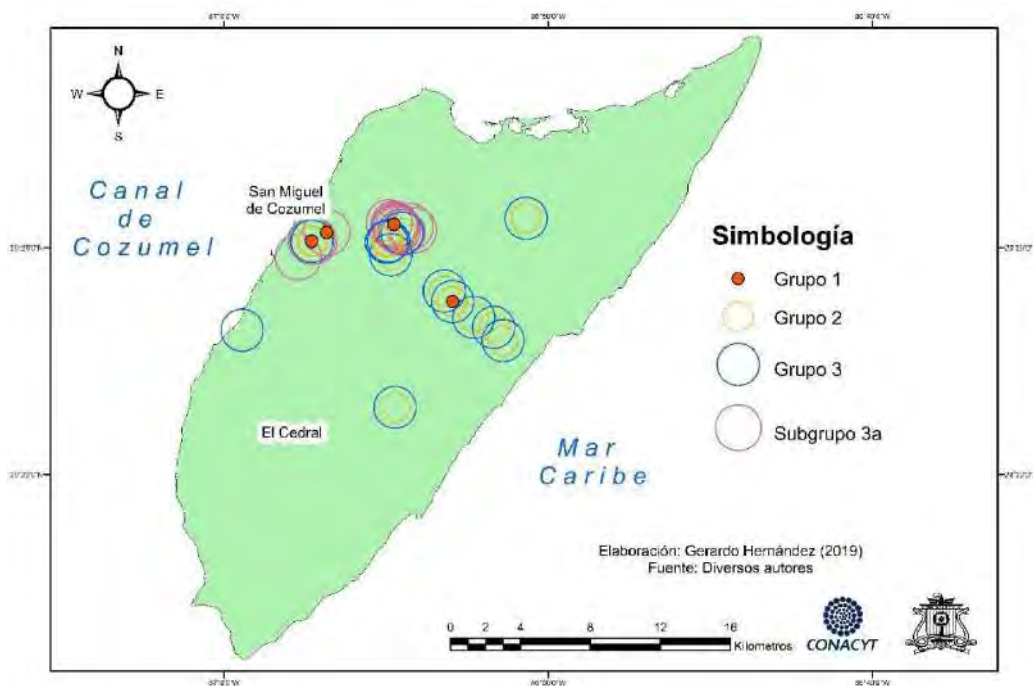 N
W E
S
Canal
de
Cozumel
San Miguel
de Cozumel
El Cedral
Mar
Caribe
Simbología
Grupo 1
Grupo 2
Grupo 3
Subgrupo 3a
Elaboración: Gerardo Hernández (2019)
Fuente: Diversos autores
0 2 4 8 12 16
Kilometros
CONACYT